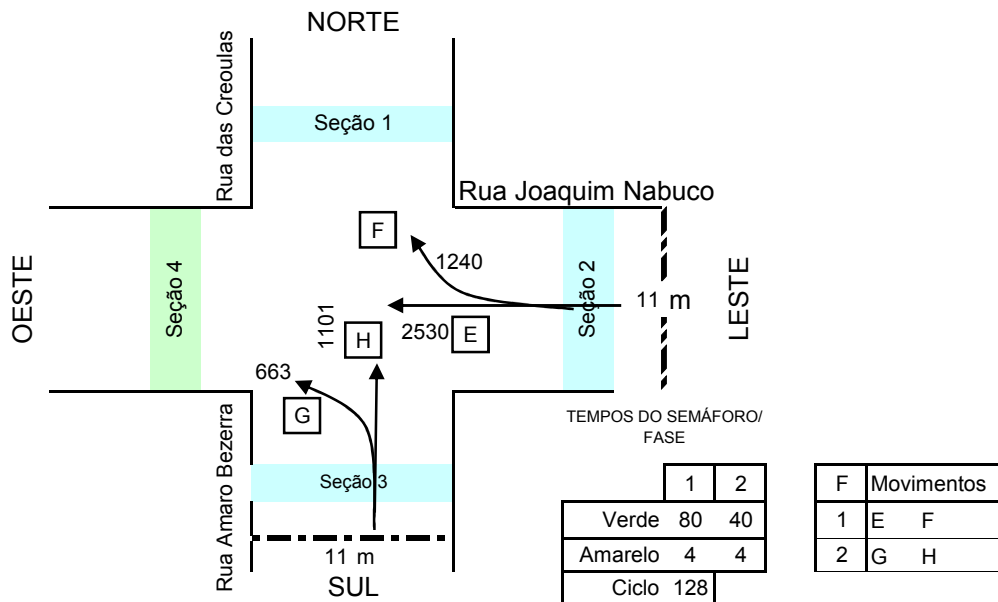 NORTE
Rua das Creoulas
Seção 1
Rua Joaquim Nabuco
F
1240
Seção 2
11 m
LESTE
OESTE
Seção 4
1101
H
2530
E
663
G
Rua Amaro Bezerra
Seção 3
11 m
SUL
TEMPOS DO SEMÁFORO/
FASE
1 2
Verde 80 40
Amarelo 4 4
Ciclo 128
F Movimentos
1 E F
2 G H